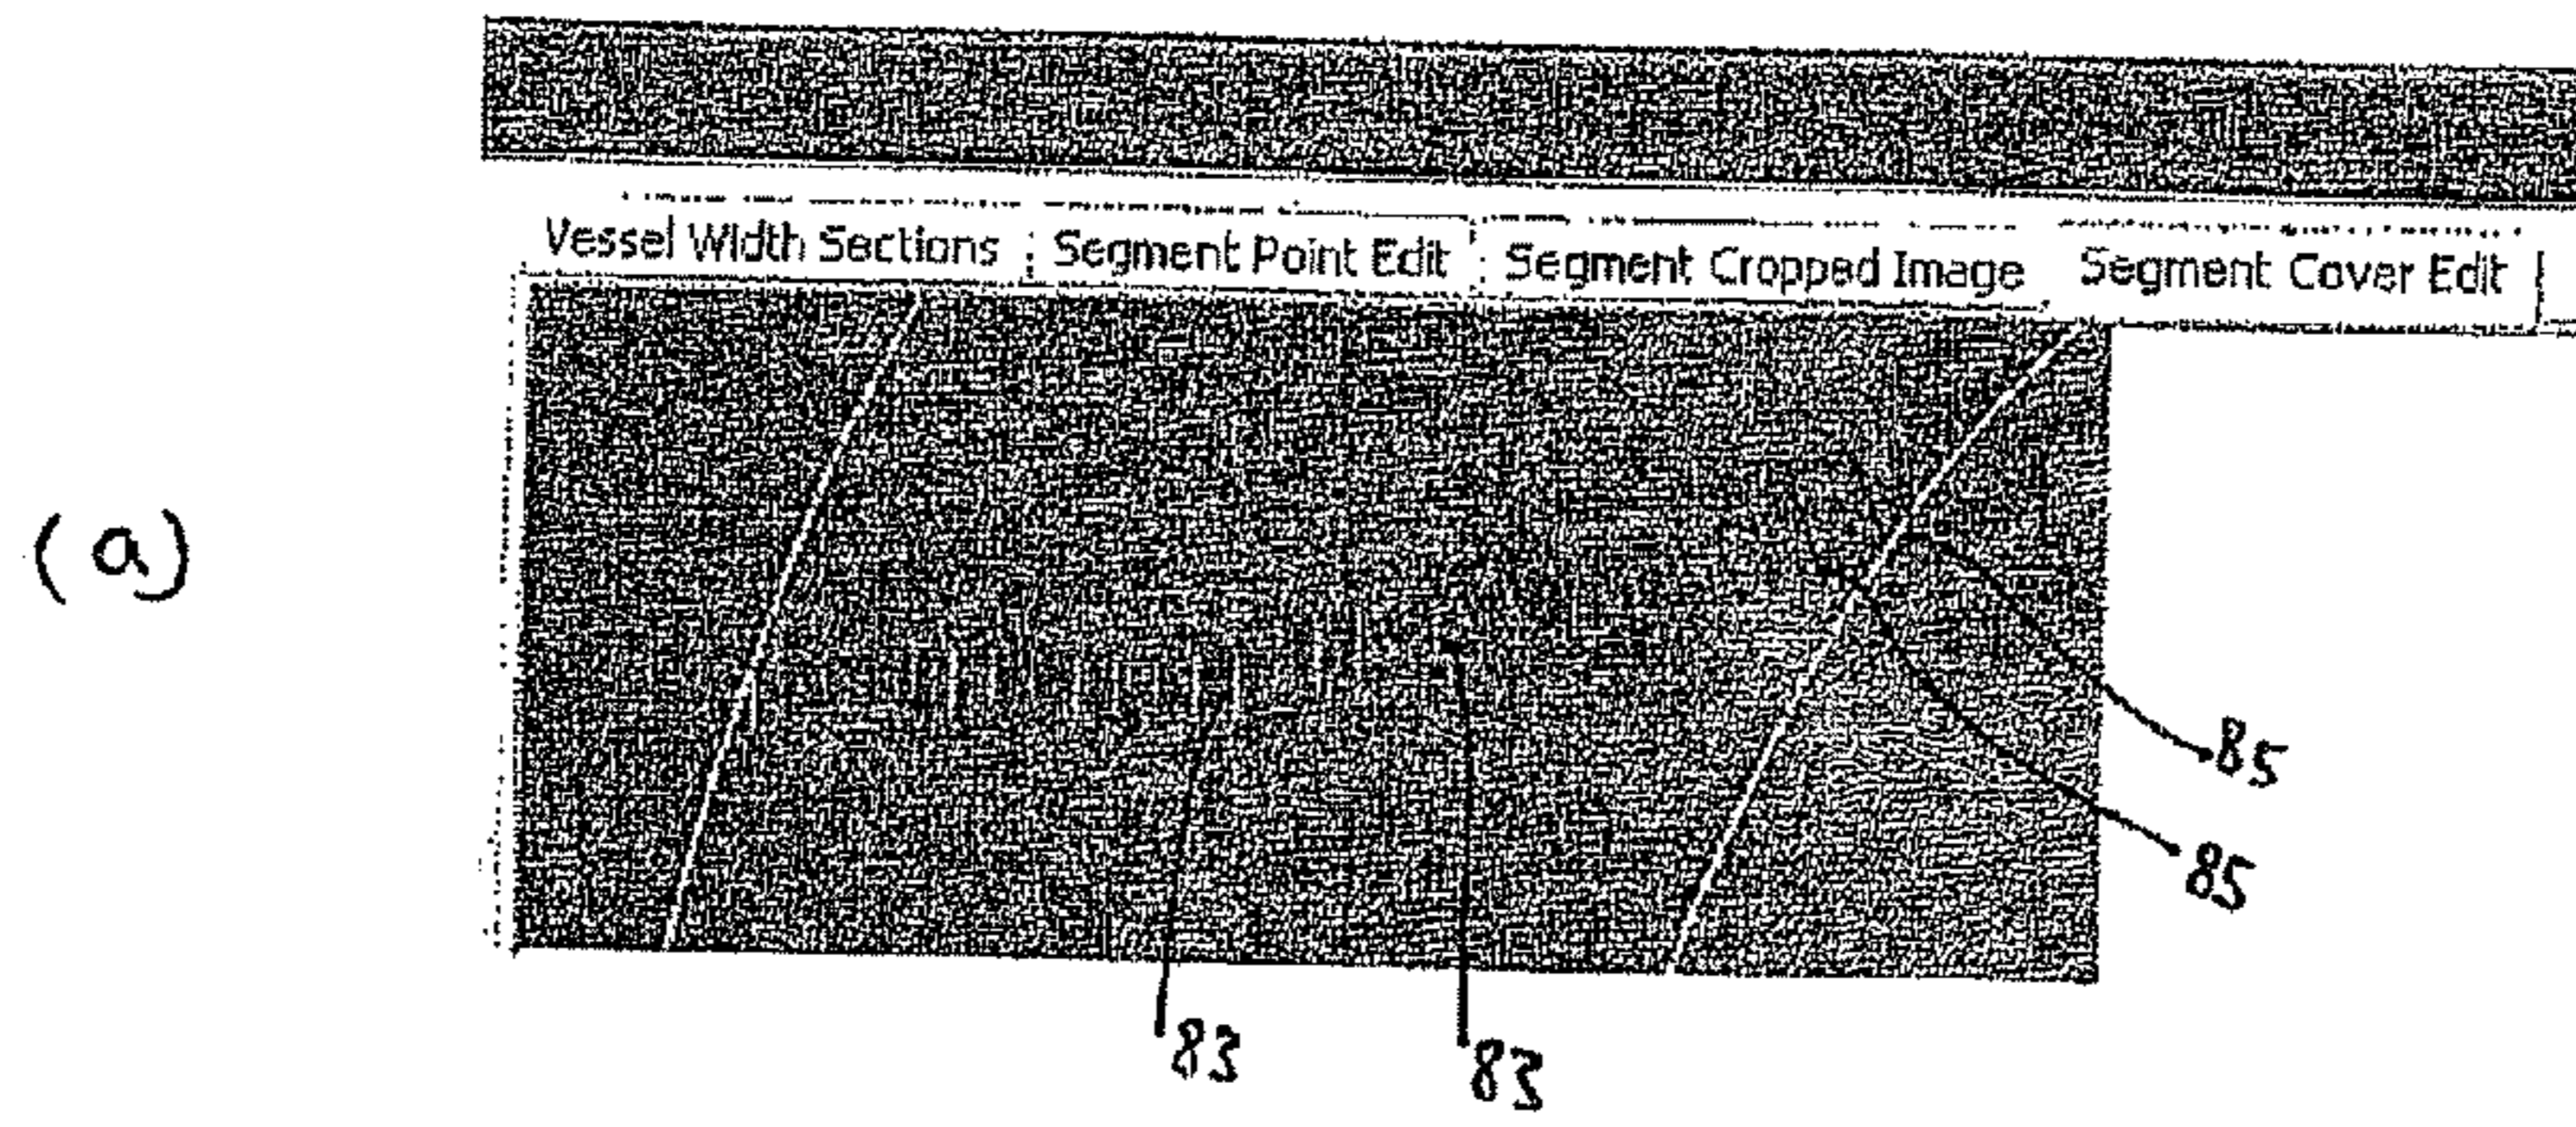 Vessel Width Sections Segment Point Edit Segment Cropped Image Segment Cover Edit
(a)
85
85
83 83